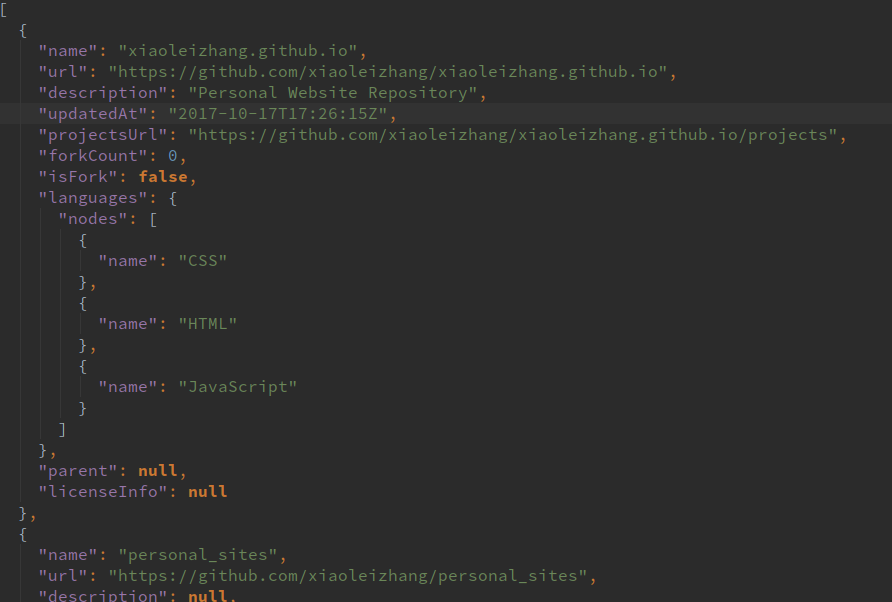 [
{
"name": "xiaoleizhang.github.io",
"url": "https://github.com/xiaoleizhang/xiaoleizhang.github.io",
"description": "Personal Website Repository",
"updatedAt": "2017-10-17T17:26:15Z",
"projectsUrl": "https://github.com/xiaoleizhang/xiaoleizhang.github.io/projects",
"forkCount": 0,
"isFork": false,
"languages": {
"nodes": [
{
"name": "CSS"
},
{
"name": "HTML"
},
{
"name": "JavaScript"
}
]
},
"parent": null,
"licenseInfo": null
},
{
"name": "personal_sites",
"url": "https://github.com/xiaoleizhang/personal_sites",
"description": null,